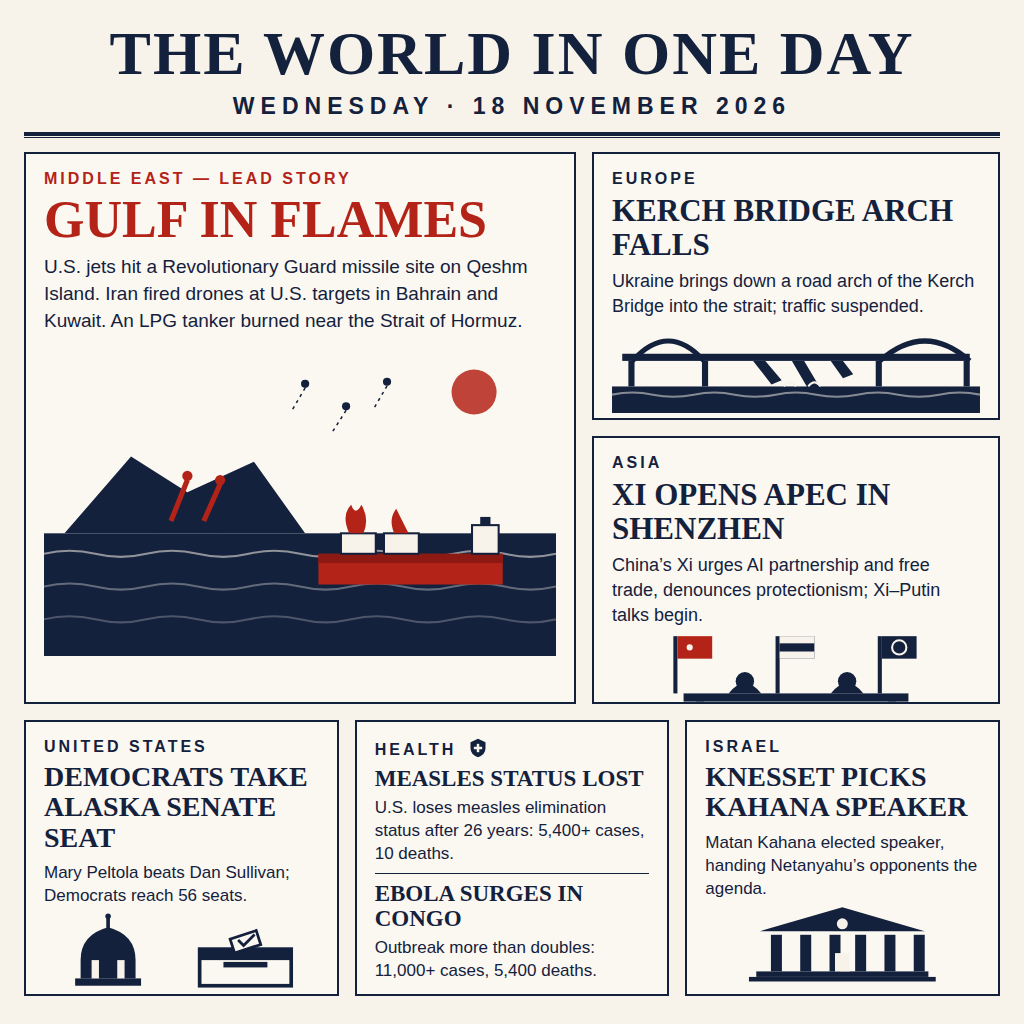 THE WORLD IN ONE DAY
WEDNESDAY · 18 NOVEMBER 2026
MIDDLE EAST — LEAD STORY
GULF IN FLAMES
U.S. jets hit a Revolutionary Guard missile site on Qeshm
Island. Iran fired drones at U.S. targets in Bahrain and
Kuwait. An LPG tanker burned near the Strait of Hormuz.
EUROPE
KERCH BRIDGE ARCH
FALLS
Ukraine brings down a road arch of the Kerch
Bridge into the strait; traffic suspended.
ASIA
XI OPENS APEC IN
SHENZHEN
China’s Xi urges AI partnership and free
trade, denounces protectionism; Xi–Putin
talks begin.
UNITED STATES
DEMOCRATS TAKE
ALASKA SENATE
SEAT
Mary Peltola beats Dan Sullivan;
Democrats reach 56 seats.
HEALTH
MEASLES STATUS LOST
U.S. loses measles elimination
status after 26 years: 5,400+ cases,
10 deaths.
EBOLA SURGES IN
CONGO
Outbreak more than doubles:
11,000+ cases, 5,400 deaths.
ISRAEL
KNESSET PICKS
KAHANA SPEAKER
Matan Kahana elected speaker,
handing Netanyahu’s opponents the
agenda.